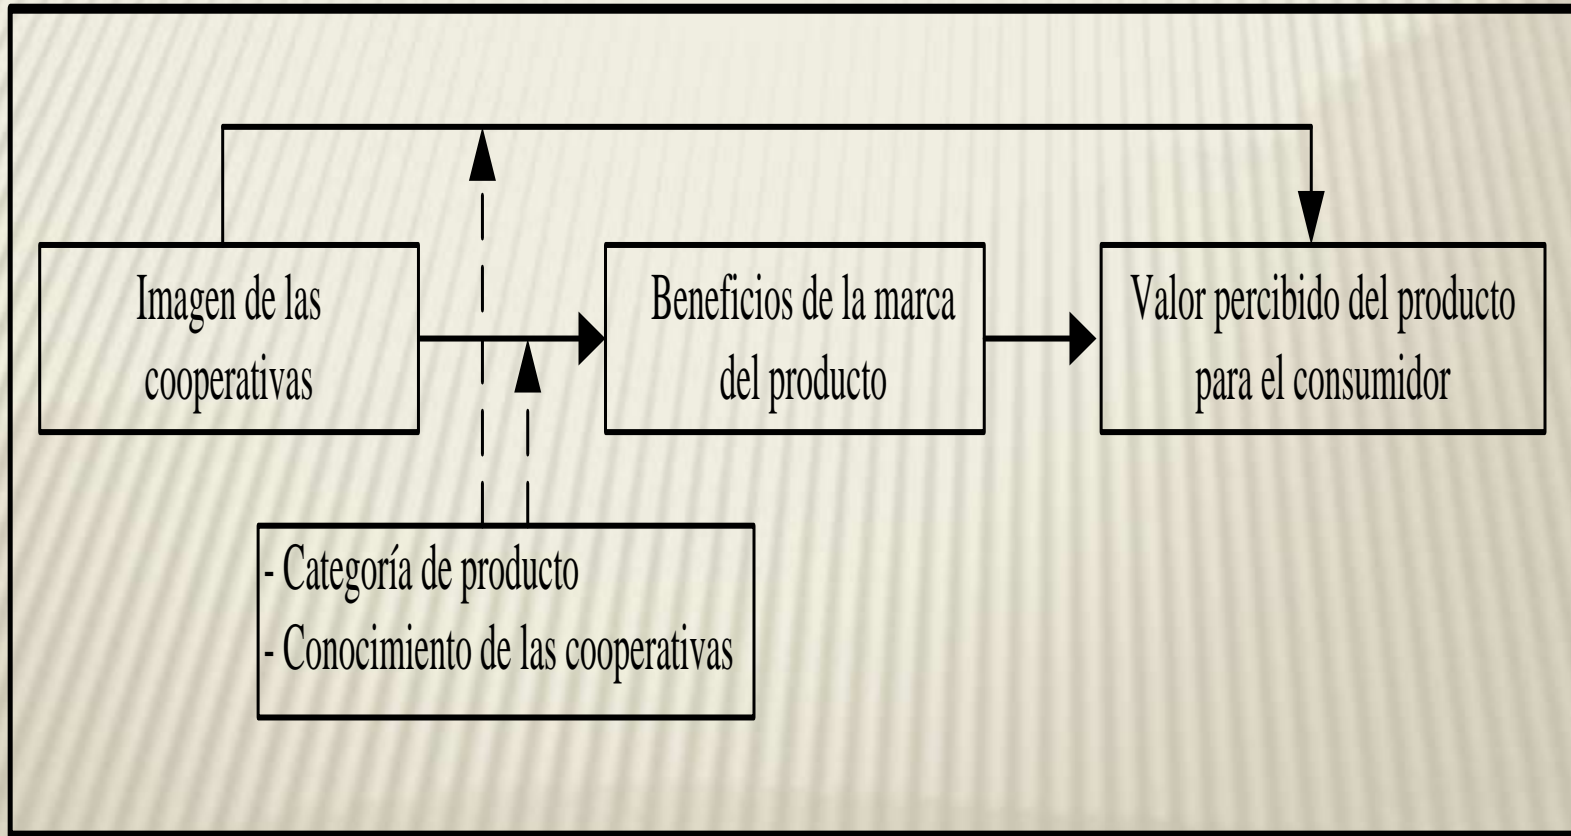 Imagen de las
cooperativas
Beneficios de la marca
del producto
Valor percibido del producto
para el consumidor
- Categoría de producto
- Conocimiento de las cooperativas